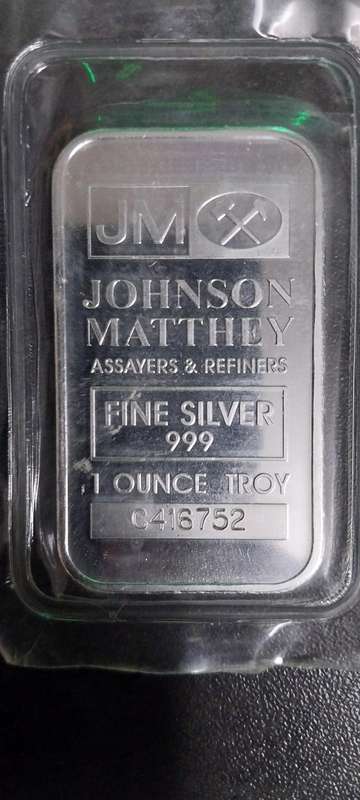 JM
JOHNSON
MATTHEY
ASSAYERS & REFINERS
FINE SILVER
999
1 OUNCE TROY
C416752